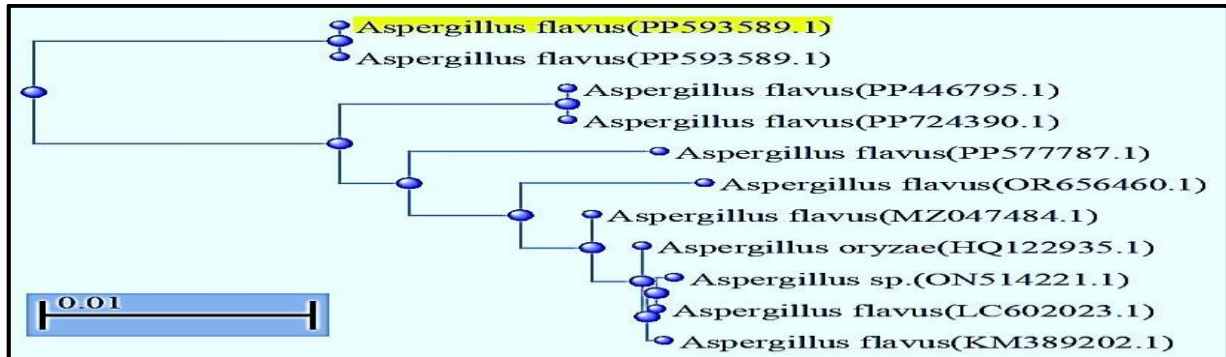 Aspergillus flavus(PP593589.1)
Aspergillus flavus(PP593589.1)
Aspergillus flavus(PP446795.1)
Aspergillus flavus(PP724390.1)
Aspergillus flavus(PP577787.1)
Aspergillus flavus(OR656460.1)
Aspergillus flavus(MZ047484.1)
Aspergillus oryzae(HQ122935.1)
Aspergillus sp.(ON514221.1)
Aspergillus flavus(LC602023.1)
Aspergillus flavus(KM389202.1)
0.01